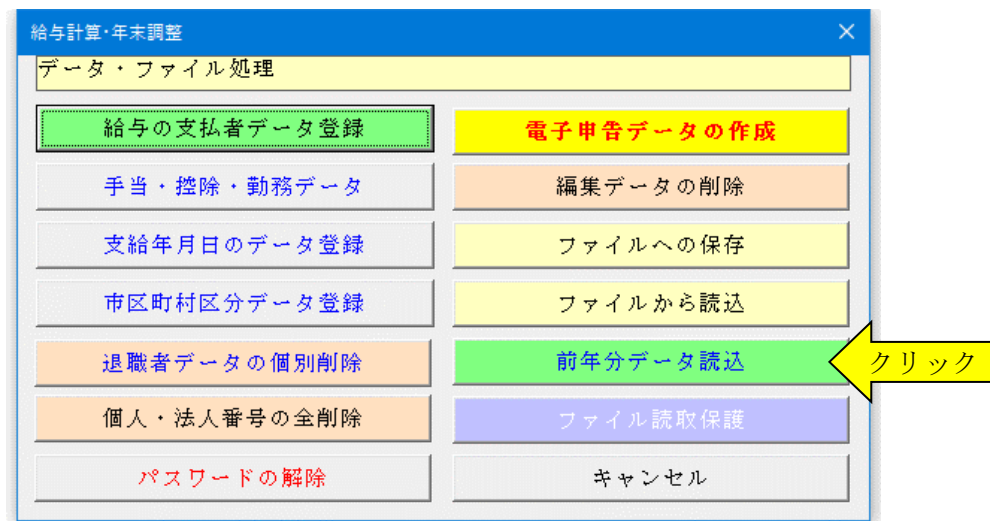 給与計算・年末調整
データ・ファイル処理
給与の支払者データ登録
電子申告データの作成
手当・控除・勤務データ
編集データの削除
支給年月日のデータ登録
ファイルへの保存
市区町村区分データ登録
ファイルから読込
退職者データの個別削除
前年分データ読込
クリック
個人・法人番号の全削除
ファイル読取保護
パスワードの解除
キャンセル